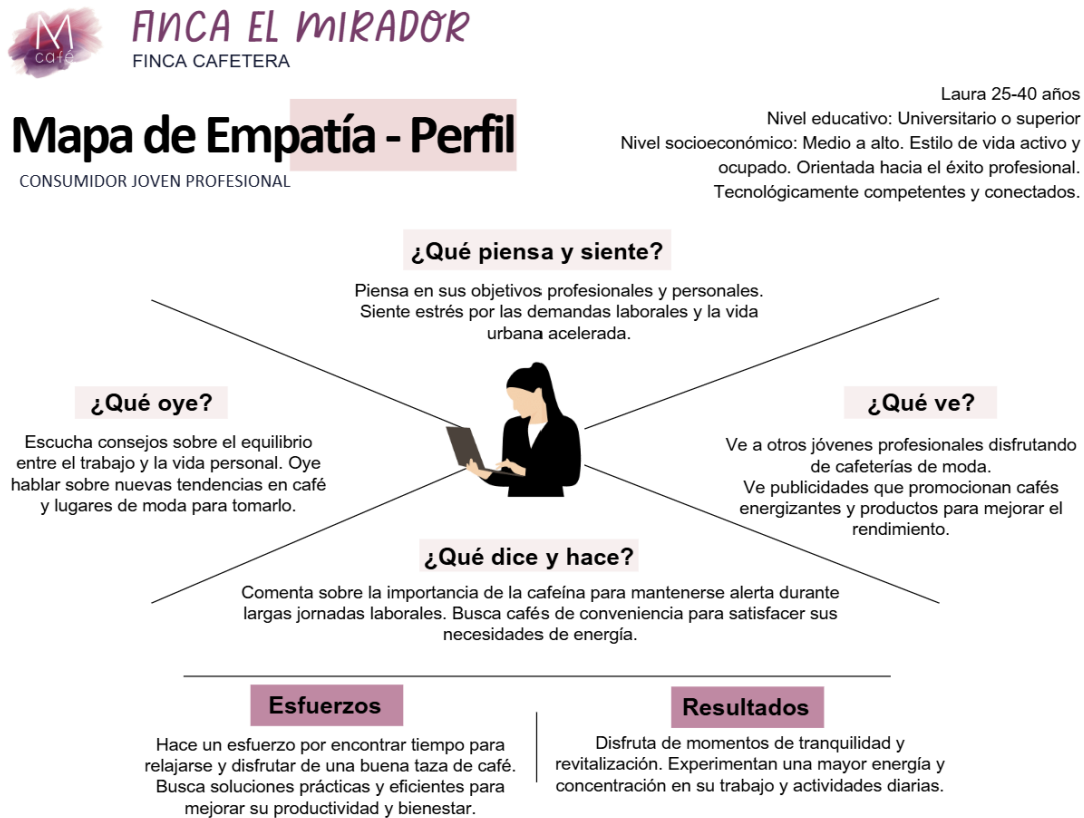 M
café
FINCA EL MIRADOR
FINCA CAFETERA
Mapa de Empatía - Perfil
CONSUMIDOR JOVEN PROFESIONAL
Laura 25-40 años
Nivel educativo: Universitario o superior
Nivel socioeconómico: Medio a alto. Estilo de vida activo y
ocupado. Orientada hacia el éxito profesional.
Tecnológicamente competentes y conectados.
¿Qué piensa y siente?
Piensa en sus objetivos profesionales y personales.
Siente estrés por las demandas laborales y la vida
urbana acelerada.
¿Qué oye?
Escucha consejos sobre el equilibrio
entre el trabajo y la vida personal. Oye
hablar sobre nuevas tendencias en café
y lugares de moda para tomarlo.
¿Qué ve?
Ve a otros jóvenes profesionales disfrutando
de cafeterías de moda.
Ve publicidades que promocionan cafés
energizantes y productos para mejorar el
rendimiento.
¿Qué dice y hace?
Comenta sobre la importancia de la cafeína para mantenerse alerta durante
largas jornadas laborales. Busca cafés de conveniencia para satisfacer sus
necesidades de energía.
Esfuerzos
Hace un esfuerzo por encontrar tiempo para
relajarse y disfrutar de una buena taza de café.
Busca soluciones prácticas y eficientes para
mejorar su productividad y bienestar.
Resultados
Disfruta de momentos de tranquilidad y
revitalización. Experimentan una mayor energía y
concentración en su trabajo y actividades diarias.